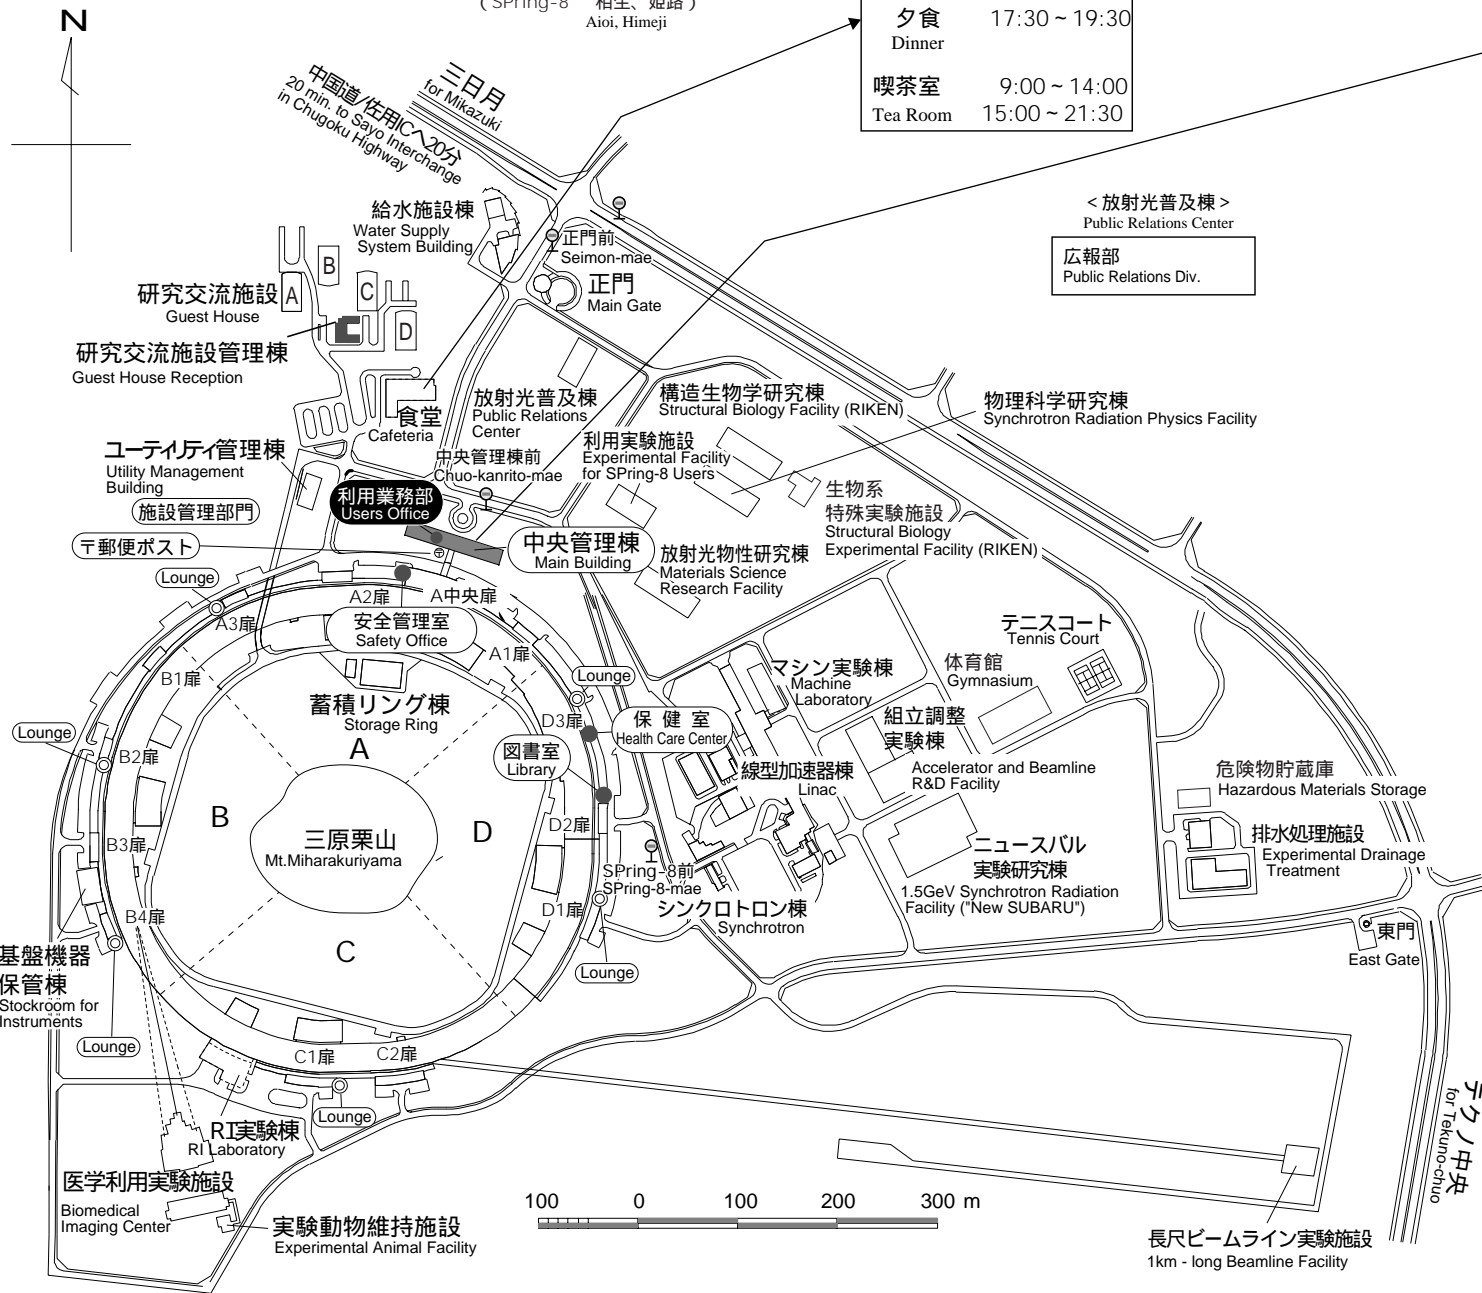 N
(SPring-8 相生、姫路)
Aioi, Himeji
夕食 17:30 ~ 19:30
Dinner
喫茶室 9:00 ~ 14:00
Tea Room 15:00 ~ 21:30
三日月
for Mikazuki
中国道/佐用ICへ20分
20 min. to Sayo Interchange
in Chugoku Highway
給水施設棟
Water Supply
System Building
正門前
Seimon-mae
正門
Main Gate
<放射光普及棟>
Public Relations Center
広報部
Public Relations Div.
A
B
C
D
研究交流施設
Guest House
研究交流施設管理棟
Guest House Reception
食堂
Cafeteria
放射光普及棟
Public Relations
Center
構造生物学研究棟
Structural Biology Facility (RIKEN)
物理科学研究棟
Synchrotron Radiation Physics Facility
ユーティリティ管理棟
Utility Management
Building
施設管理部門
中央管理棟前
Chuo-kanrito-mae
利用実験施設
Experimental Facility
for SPring-8 Users
利用業務部
Users Office
生物系
特殊実験施設
Structural Biology
Experimental Facility (RIKEN)
〒郵便ポスト
〒
中央管理棟
Main Building
放射光物性研究棟
Materials Science
Research Facility
Lounge
A2扉
A中央扉
A3扉
安全管理室
Safety Office
A1扉
テニスコート
Tennis Court
体育館
Gymnasium
マシン実験棟
Machine
Laboratory
B1扉
Lounge
蓄積リング棟
Storage Ring
D3扉
保健室
Health Care Center
組立調整
実験棟
Accelerator and Beamline
R&D Facility
Lounge
B2扉
A
図書室
Library
線型加速器棟
Linac
危険物貯蔵庫
Hazardous Materials Storage
B
三原栗山
Mt.Miharakuriyama
D
D2扉
B3扉
排水処理施設
Experimental Drainage
Treatment
SPring-8前
SPring-8-mae
ニュースバル
実験研究棟
1.5GeV Synchrotron Radiation
Facility ("New SUBARU")
B4扉
D1扉
シンクロトロン棟
Synchrotron
東門
East Gate
基盤機器
保管棟
Stockroom for
Instruments
C
Lounge
Lounge
C1扉
C2扉
Lounge
RI実験棟
RI Laboratory
医学利用実験施設
Biomedical
Imaging Center
実験動物維持施設
Experimental Animal Facility
100 0 100 200 300 m
テクノ中央
for Tekuno-chuo
長尺ビームライン実験施設
1km - long Beamline Facility